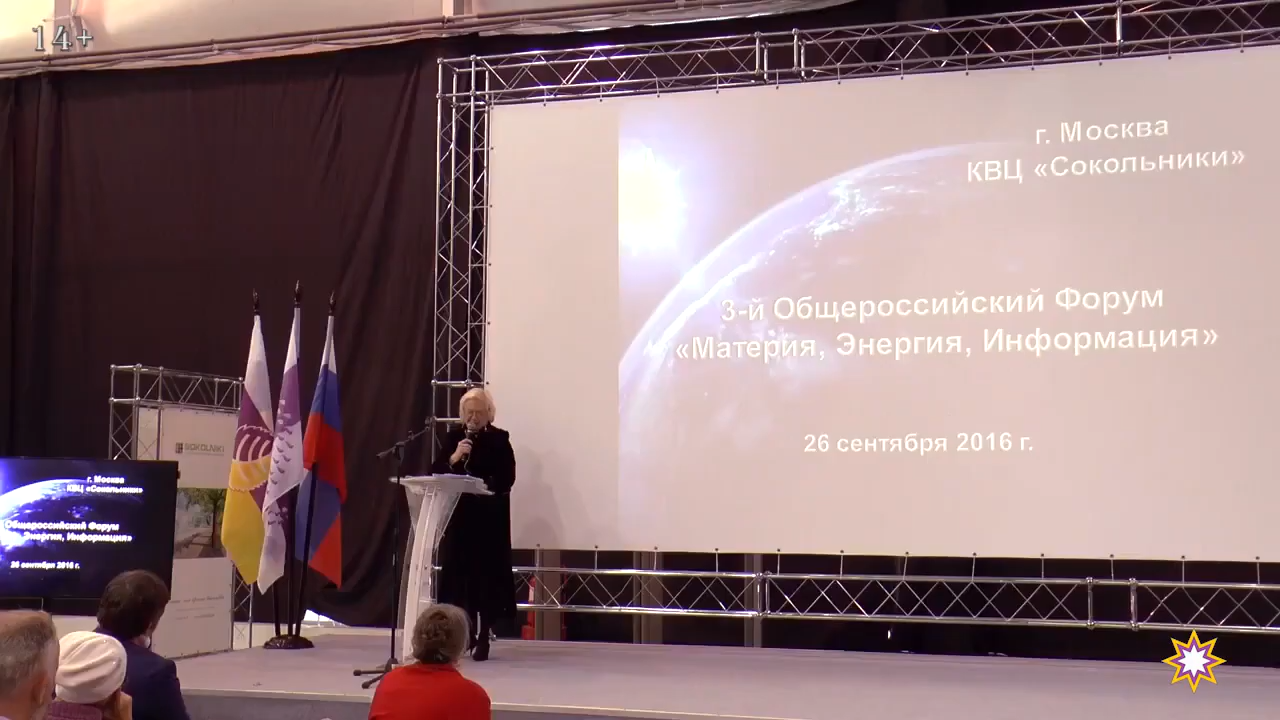 14+
г. Москва
КВЦ «Сокольники»
3-й Общероссийский Форум
«Материя, Энергия, Информация»
26 сентября 2016 г.
SOKOLNIKI
г. Москва
КВЦ «Сокольники»
Общероссийский Форум
Энергия, Информация»
26 сентября 2016 г.